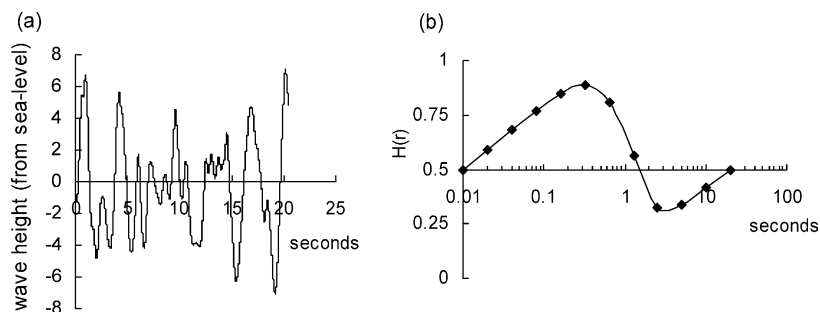 (a)
wave height (from sea-level)
8
6
4
2
0
-2
-4
-6
-8
0 5 10 15 20 25
seconds
(b)
H(r)
1
0.75
0.5
0.25
0
0.01 0.1 1 10 100
seconds